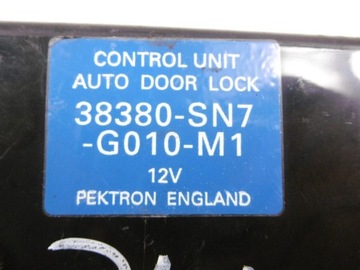 CONTROL UNIT
AUTO DOOR LOCK
38380-SN7
-G010-M1
12V
PEKTRON ENGLAND